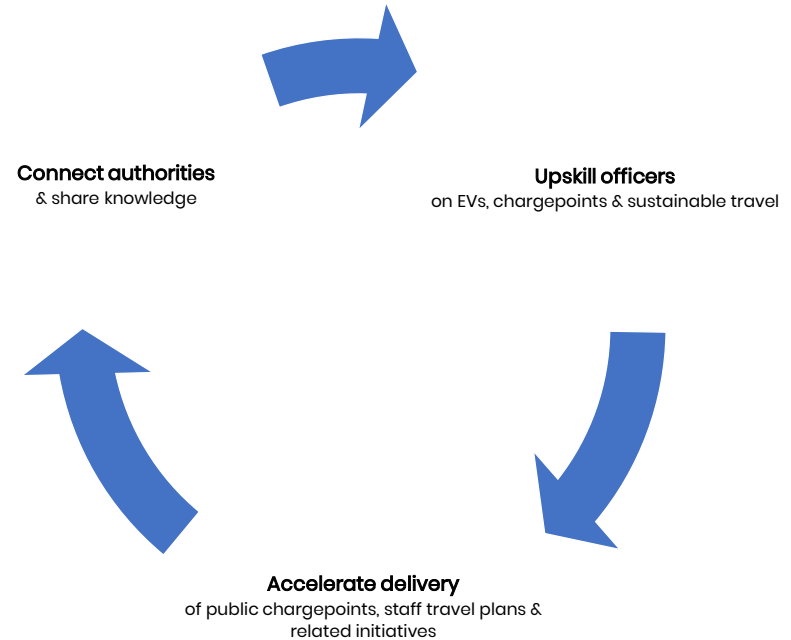 Connect authorities
& share knowledge
Upskill officers
on EVs, chargepoints & sustainable travel
Accelerate delivery
of public chargepoints, staff travel plans &
related initiatives